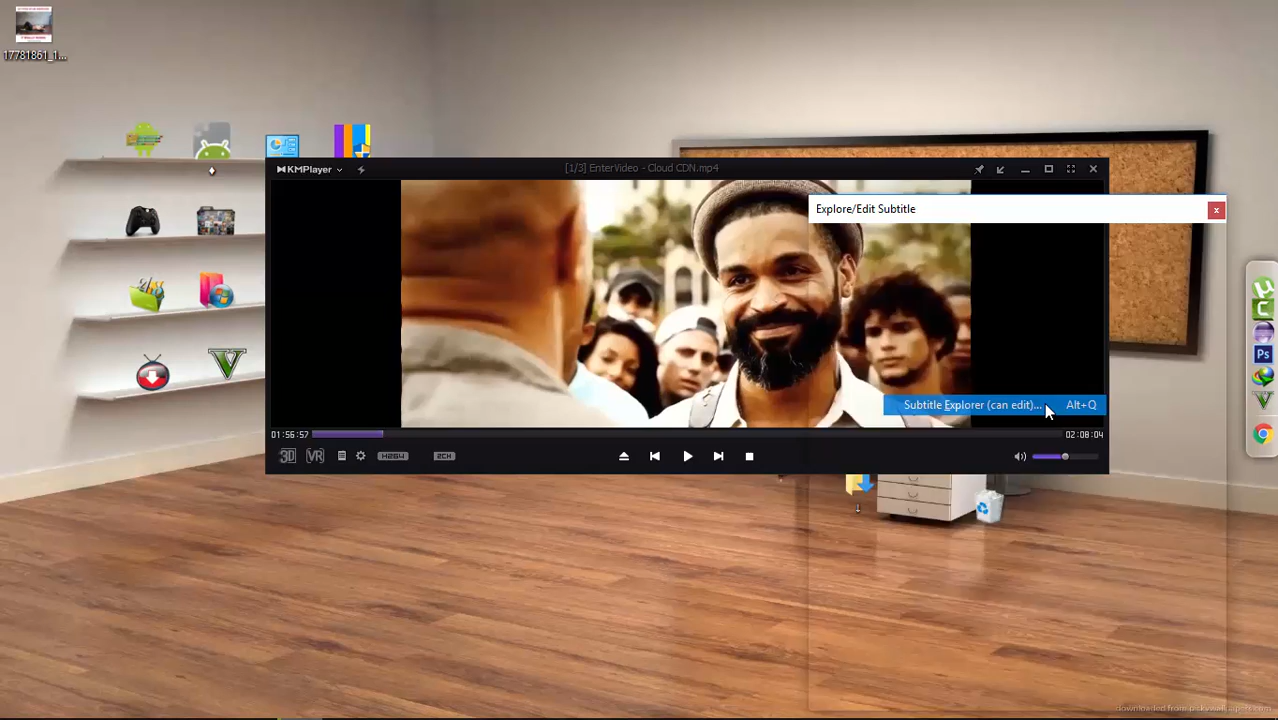 17781861_1...
KMPlayer
[1/3] EnterVideo - Cloud CDN.mp4
Explore/Edit Subtitle
Subtitle Explorer (can edit)... Alt+Q
01:56:57
02:08:04
3D VR H264 2CH
Ps